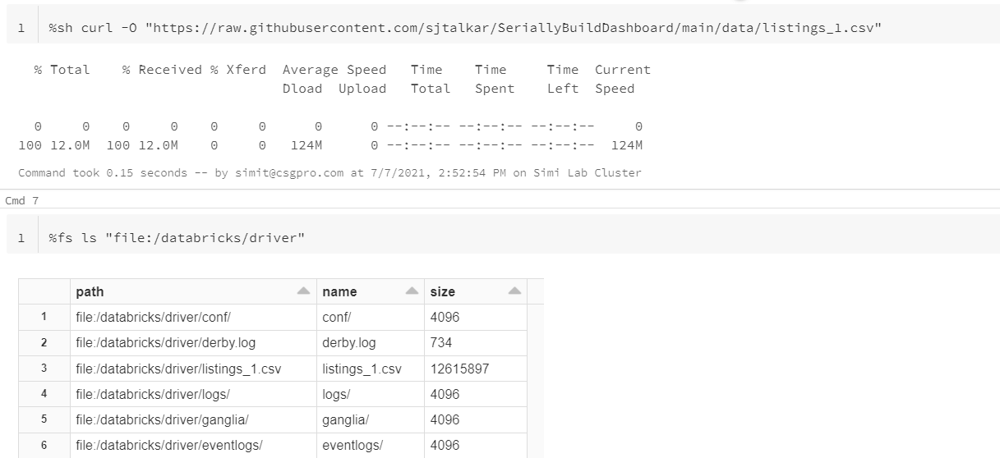 1 %sh curl -O "https://raw.githubusercontent.com/sjtalkar/SeriallyBuildDashboard/main/data/listings_1.csv"
% Total % Received % Xferd Average Speed Time Time Time Current
Dload Upload Total Spent Left Speed
0 0 0 0 0 0 0 0 --:--:-- --:--:-- --:--:-- 0
100 12.0M 100 12.0M 0 0 124M 0 --:--:-- --:--:-- --:--:-- 124M
Command took 0.15 seconds -- by simit@csgpro.com at 7/7/2021, 2:52:54 PM on Simi Lab Cluster
Cmd 7
1 %fs ls "file:/databricks/driver"
path name size
1 file:/databricks/driver/conf/ conf/ 4096
2 file:/databricks/driver/derby.log derby.log 734
3 file:/databricks/driver/listings_1.csv listings_1.csv 12615897
4 file:/databricks/driver/logs/ logs/ 4096
5 file:/databricks/driver/ganglia/ ganglia/ 4096
6 file:/databricks/driver/eventlogs/ eventlogs/ 4096